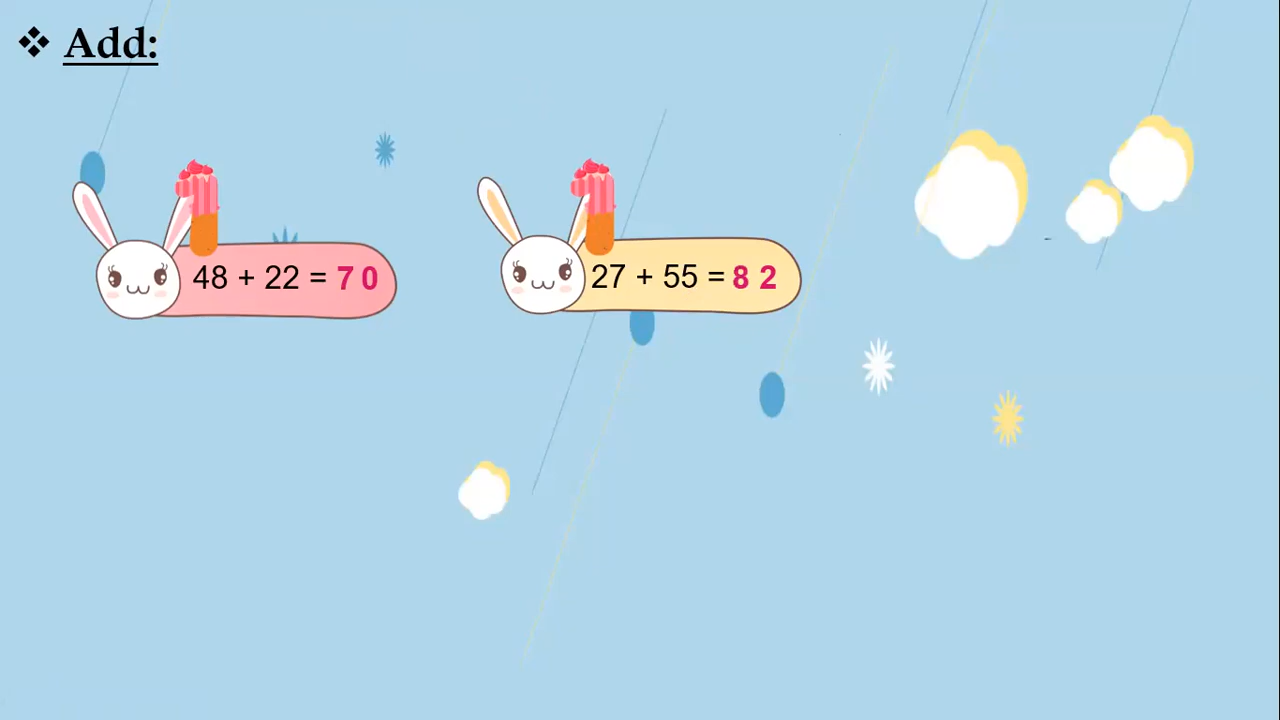 ❖ Add:
48 + 22 = 7 0
27 + 55 = 8 2